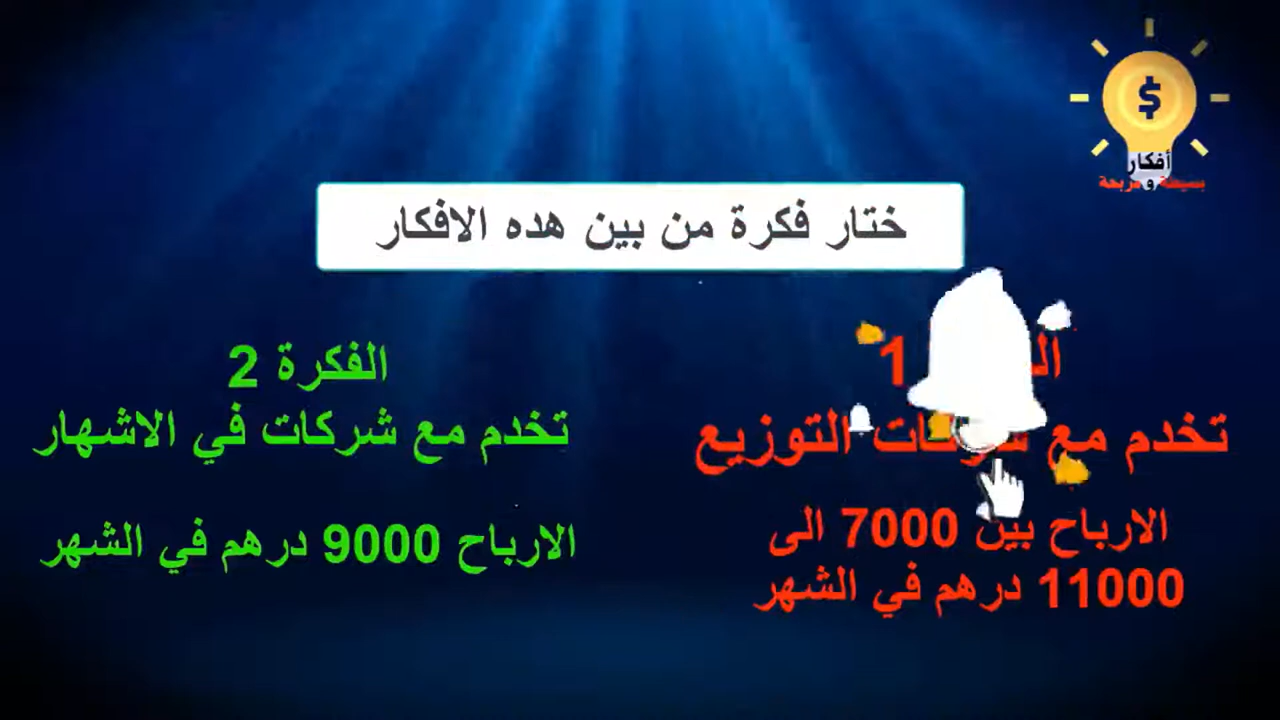 $
أفكار
بسيطة و مربحة
ختار فكرة من بين هده الافكار
1
تخدم مع شركات التوزيع
الارباح بين 7000 الى
11000 درهم في الشهر
الفكرة 2
تخدم مع شركات في الاشهار
الارباح 9000 درهم في الشهر